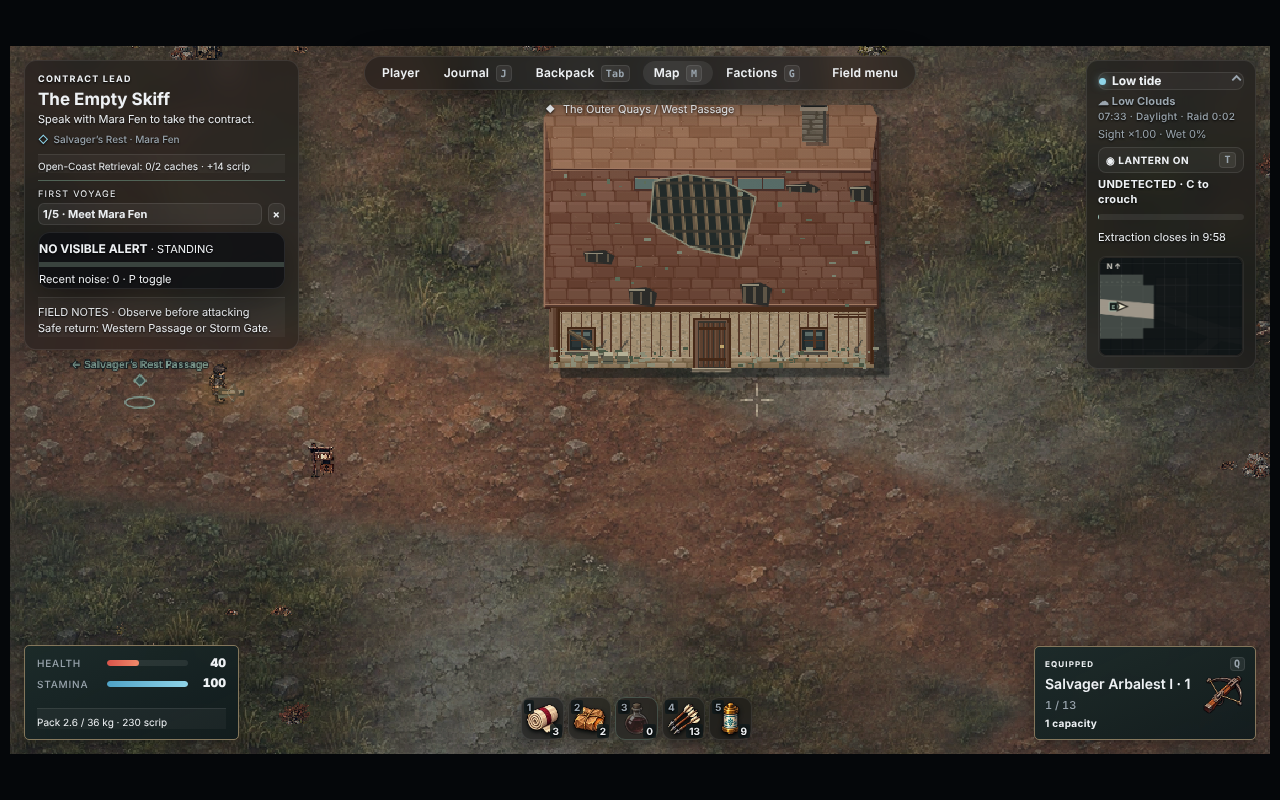 CONTRACT LEAD
The Empty Skiff
Speak with Mara Fen to take the contract.
Salvager's Rest · Mara Fen
Open-Coast Retrieval: 0/2 caches · +14 scrip
FIRST VOYAGE
1/5 · Meet Mara Fen ×
NO VISIBLE ALERT · STANDING
Recent noise: 0 · P toggle
FIELD NOTES · Observe before attacking
Safe return: Western Passage or Storm Gate.
← Salvager's Rest Passage
Player Journal J Backpack Tab Map M Factions G Field menu
The Outer Quays / West Passage
Low tide
Low Clouds
07:33 · Daylight · Raid 0:02
Sight ×1.00 · Wet 0%
LANTERN ON T
UNDETECTED · C to
crouch
Extraction closes in 9:58
N ↑
E
HEALTH 40
STAMINA 100
Pack 2.6 / 36 kg · 230 scrip
1 3
2 2
3 0
4 13
5 9
EQUIPPED Q
Salvager Arbalest I · 1
1 / 13
1 capacity